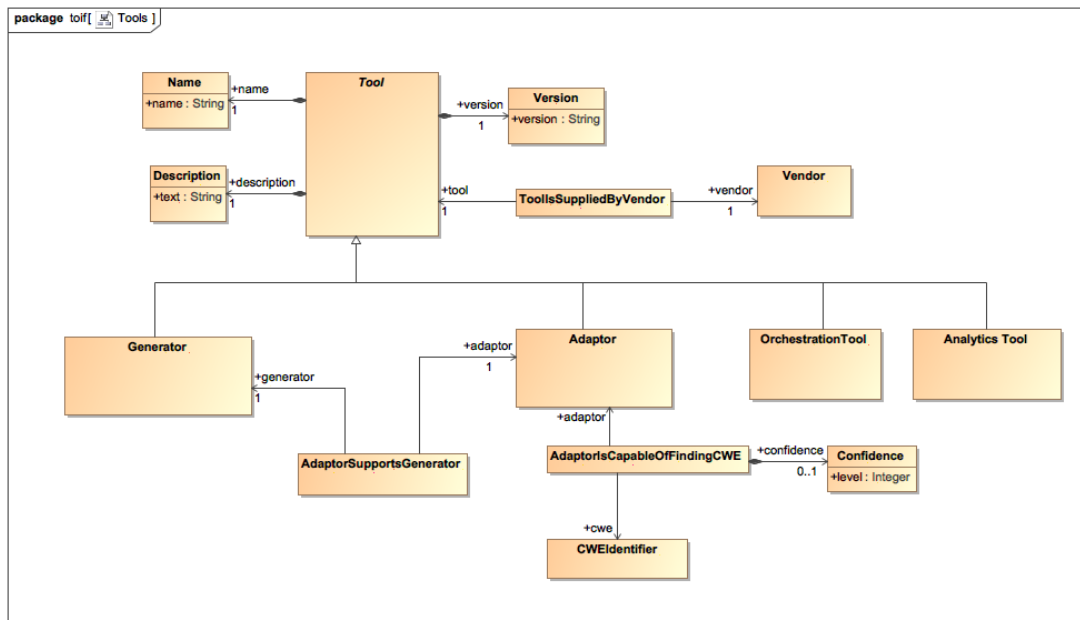 package toif[ Tools ]
Name
+name : String
+name
1
Tool
+version
1
Version
+version : String
Description
+text : String
+description
1
+tool
1
ToolIsSuppliedByVendor
+vendor
1
Vendor
Generator
+generator
1
+adaptor
1
Adaptor
OrchestrationTool
Analytics Tool
+adaptor
AdaptorSupportsGenerator
AdaptorIsCapableOfFindingCWE
+confidence
0..1
Confidence
+level : Integer
+cwe
CWEIdentifier